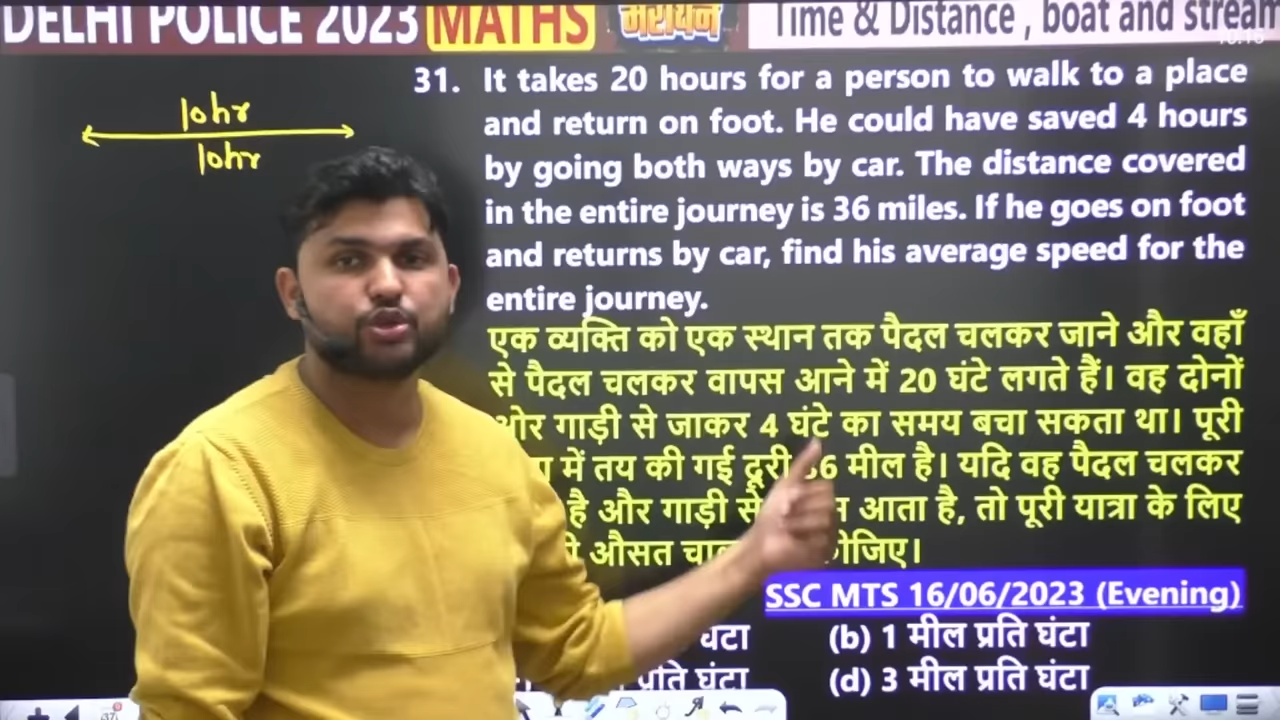 DELHI POLICE 2023 MATHS मैराथन Time & Distance , boat and stream
10hr
10hr
31. It takes 20 hours for a person to walk to a place
and return on foot. He could have saved 4 hours
by going both ways by car. The distance covered
in the entire journey is 36 miles. If he goes on foot
and returns by car, find his average speed for the
entire journey.
एक व्यक्ति को एक स्थान तक पैदल चलकर जाने और वहाँ
से पैदल चलकर वापस आने में 20 घंटे लगते हैं। वह दोनों
ओर गाड़ी से जाकर 4 घंटे का समय बचा सकता था। पूरी
में तय की गई दूरी 36 मील है। यदि वह पैदल चलकर
है और गाड़ी से आता है, तो पूरी यात्रा के लिए
औसत
SSC MTS 16/06/2023 (Evening)
घंटा (b) 1 मील प्रति घंटा
प्रति घंटा (d) 3 मील प्रति घंटा